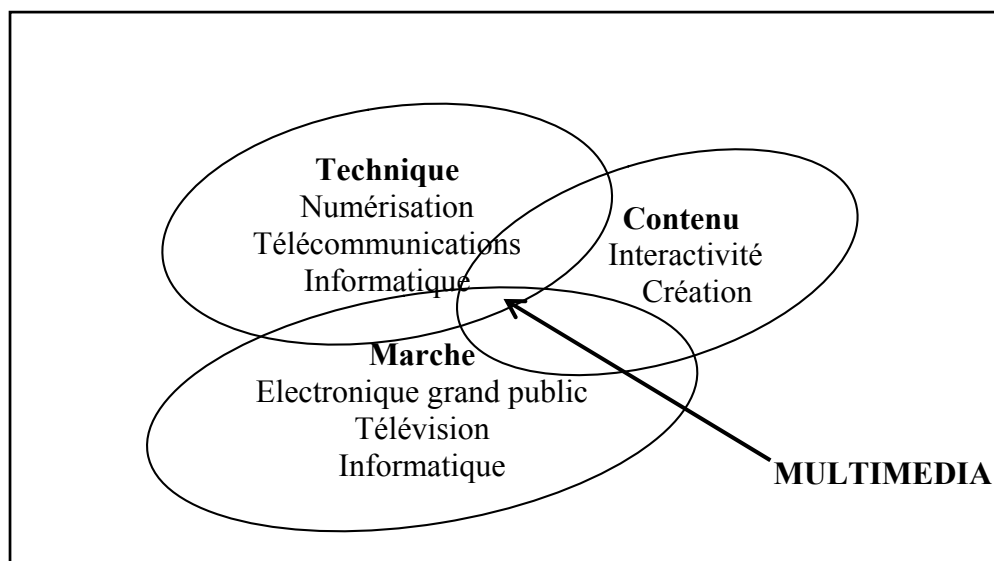 Technique
Numérisation
Télécommunications
Informatique
Contenu
Interactivité
Création
Marche
Electronique grand public
Télévision
Informatique
MULTIMEDIA